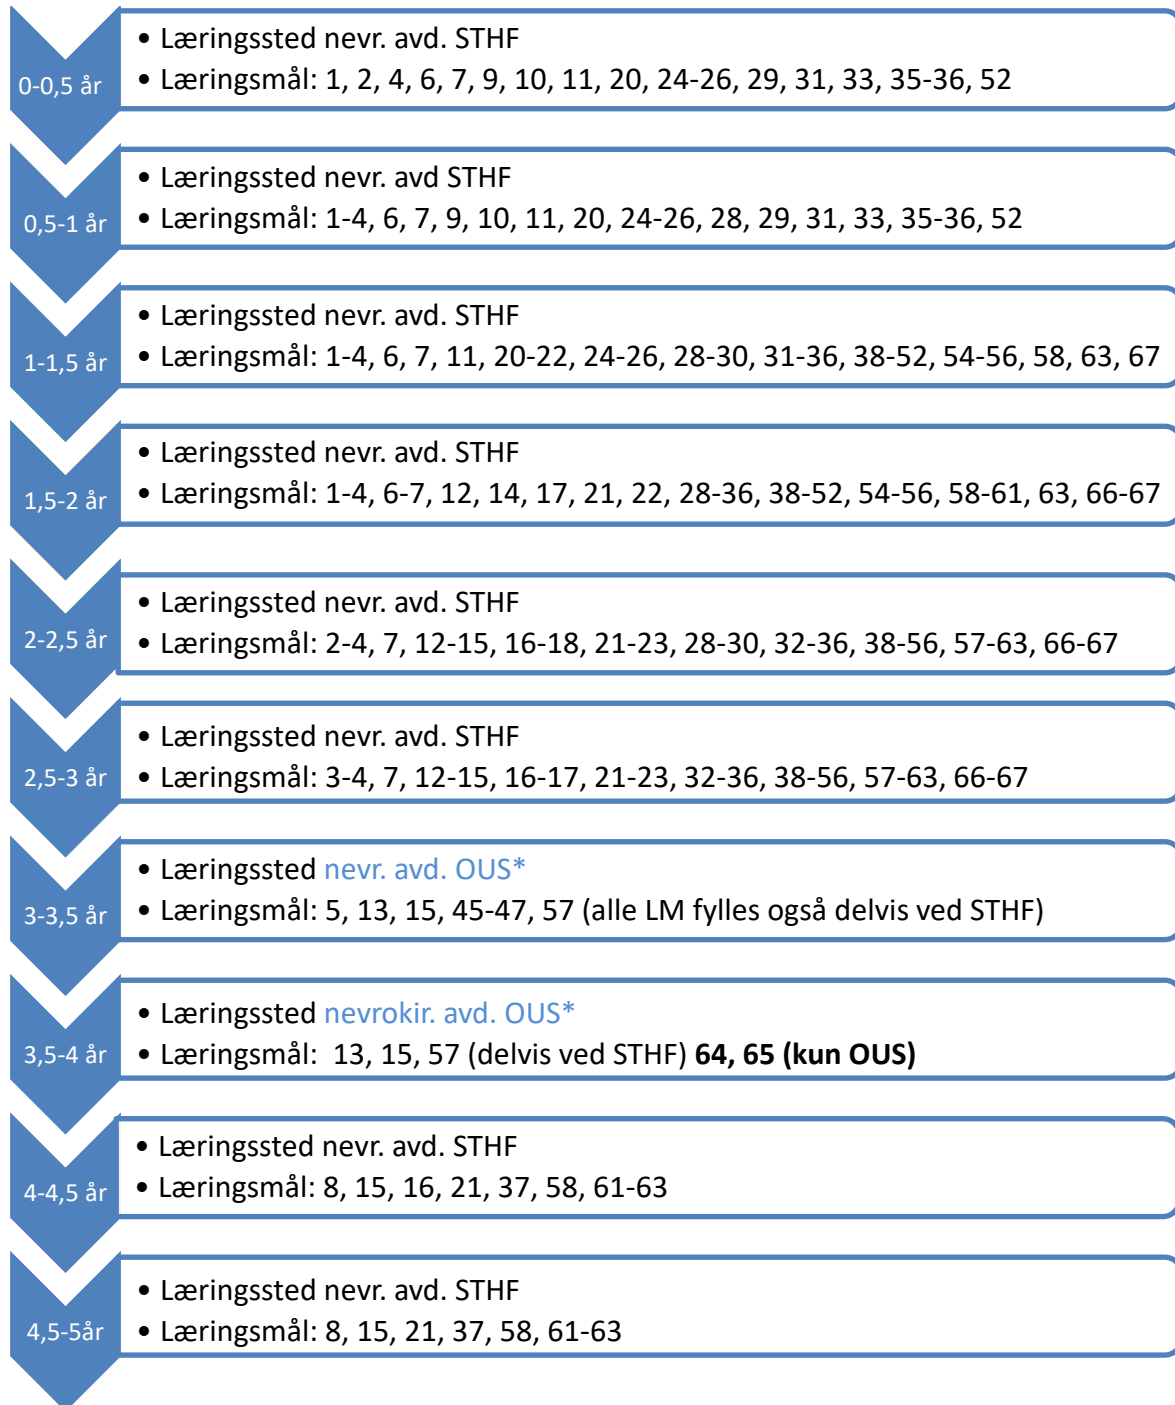 0-0,5 år
• Læringssted nevr. avd. STHF
• Læringsmål: 1, 2, 4, 6, 7, 9, 10, 11, 20, 24-26, 29, 31, 33, 35-36, 52
0,5-1 år
• Læringssted nevr. avd STHF
• Læringsmål: 1-4, 6, 7, 9, 10, 11, 20, 24-26, 28, 29, 31, 33, 35-36, 52
1-1,5 år
• Læringssted nevr. avd. STHF
• Læringsmål: 1-4, 6, 7, 11, 20-22, 24-26, 28-30, 31-36, 38-52, 54-56, 58, 63, 67
1,5-2 år
• Læringssted nevr. avd. STHF
• Læringsmål: 1-4, 6-7, 12, 14, 17, 21, 22, 28-36, 38-52, 54-56, 58-61, 63, 66-67
2-2,5 år
• Læringssted nevr. avd. STHF
• Læringsmål: 2-4, 7, 12-15, 16-18, 21-23, 28-30, 32-36, 38-56, 57-63, 66-67
2,5-3 år
• Læringssted nevr. avd. STHF
• Læringsmål: 3-4, 7, 12-15, 16-17, 21-23, 32-36, 38-56, 57-63, 66-67
3-3,5 år
• Læringssted nevr. avd. OUS*
• Læringsmål: 5, 13, 15, 45-47, 57 (alle LM fylles også delvis ved STHF)
3,5-4 år
• Læringssted nevrokir. avd. OUS*
• Læringsmål: 13, 15, 57 (delvis ved STHF) 64, 65 (kun OUS)
4-4,5 år
• Læringssted nevr. avd. STHF
• Læringsmål: 8, 15, 16, 21, 37, 58, 61-63
4,5-5år
• Læringssted nevr. avd. STHF
• Læringsmål: 8, 15, 21, 37, 58, 61-63